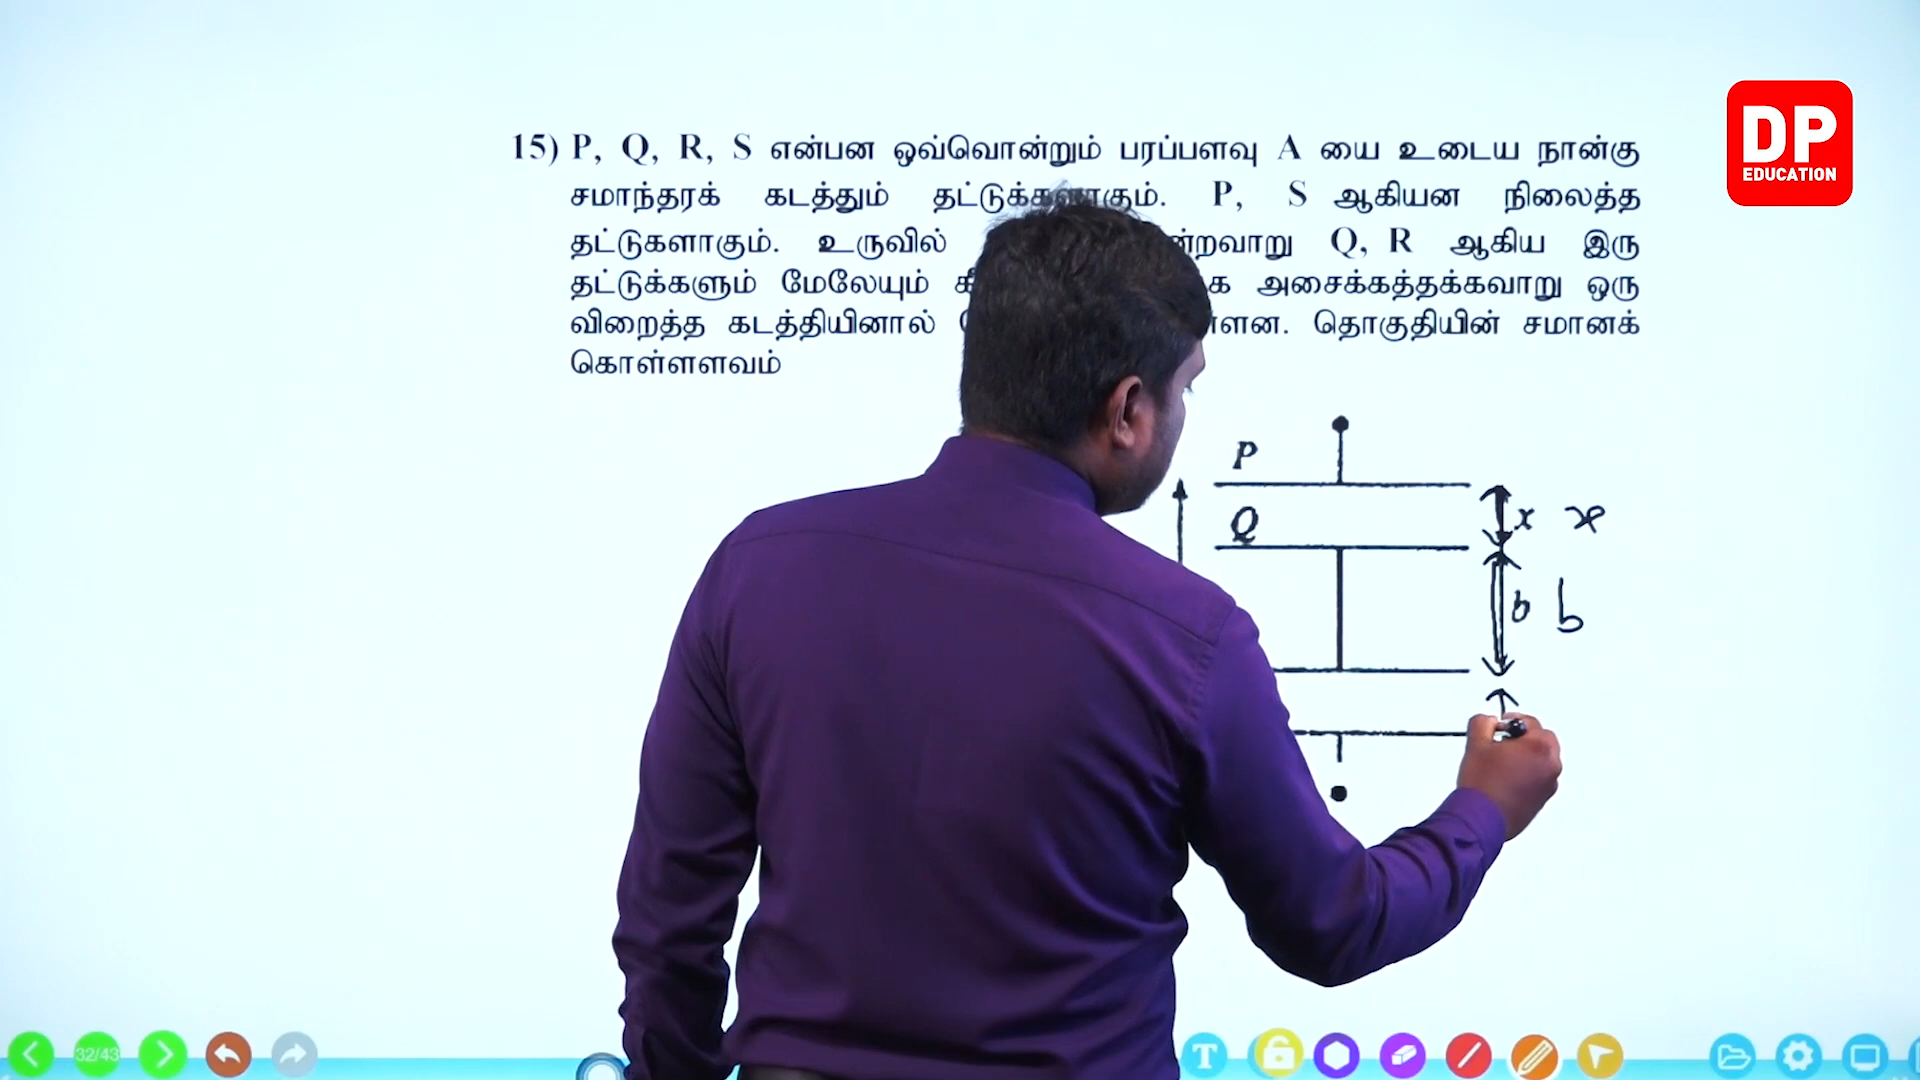 DP
EDUCATION
15) P, Q, R, S என்பன ஒவ்வொன்றும் பரப்பளவு A யை உடைய நான்கு
சமாந்தரக் கடத்தும் தட்டுக்களாகும். P, S ஆகியன நிலைத்த
தட்டுகளாகும். உருவில் ன்றவாறு Q, R ஆகிய இரு
தட்டுக்களும் மேலேயும் அசைக்கத்தக்கவாறு ஒரு
விறைத்த கடத்தியினால் ளன. தொகுதியின் சமானக்
கொள்ளளவம்
P
Q
x x
b b
32/43
T